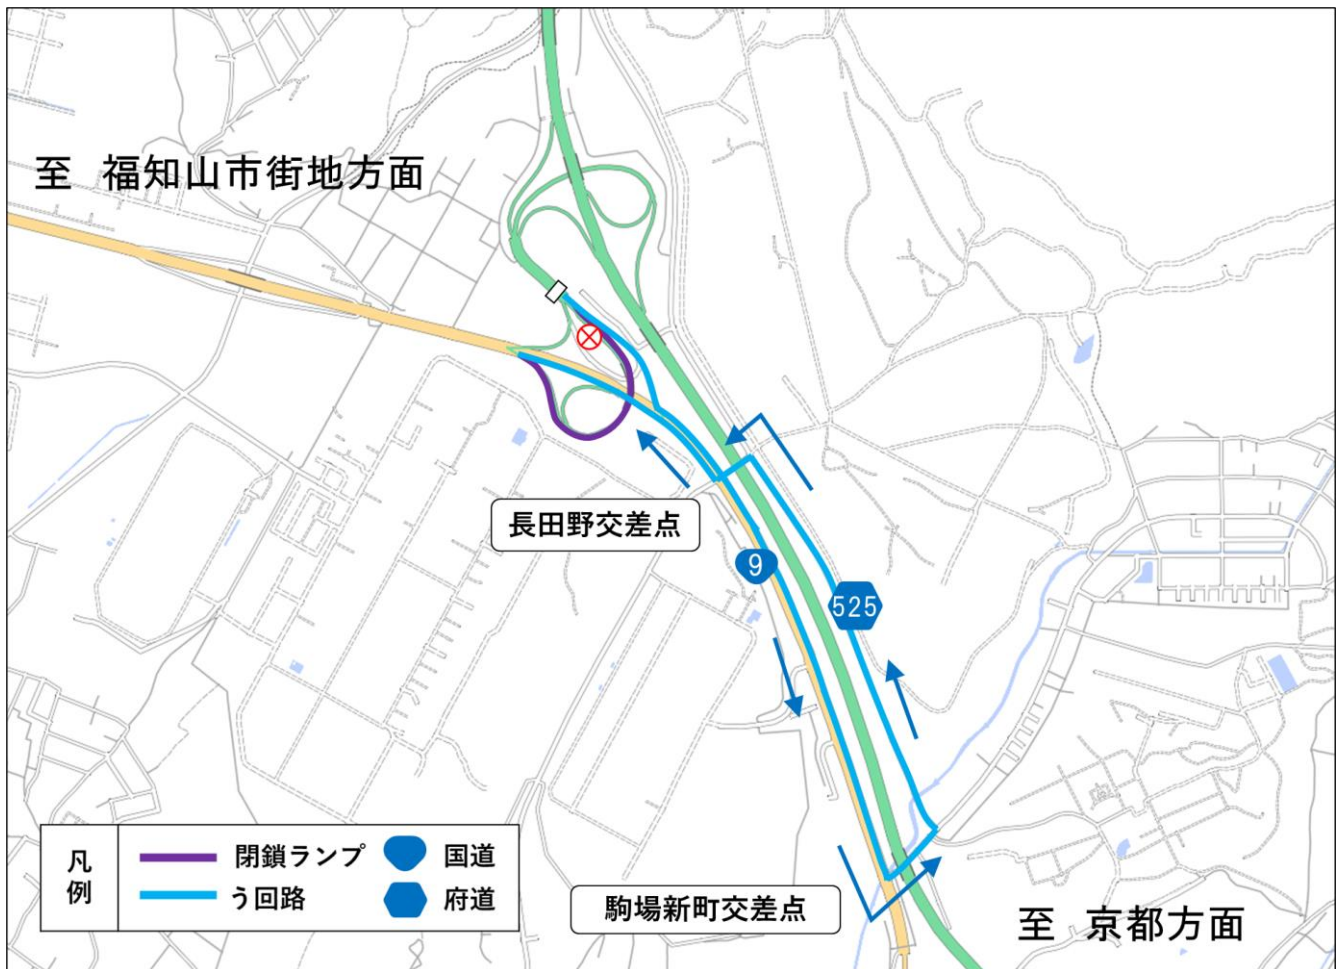 至 福知山市街地方面
長田野交差点
9
525
凡例
閉鎖ランプ
国道
う回路
府道
駒場新町交差点
至 京都方面